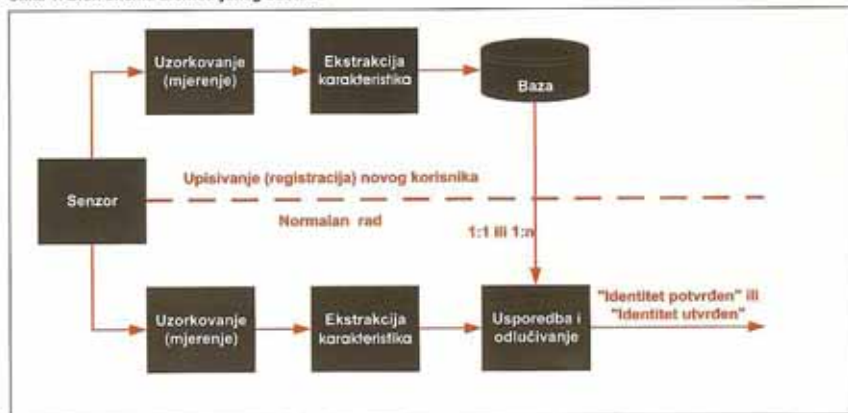 Uzorkovanje
(mjerenje)
Ekstrakcija
karakteristika
Baza
Senzor
Upisivanje (registracija) novog korisnika
Normalan rad
1:1 ili 1:n
Uzorkovanje
(mjerenje)
Ekstrakcija
karakteristika
Usporedba i
odlučivanje
"Identitet potvrđen" ili
"Identitet utvrđen"